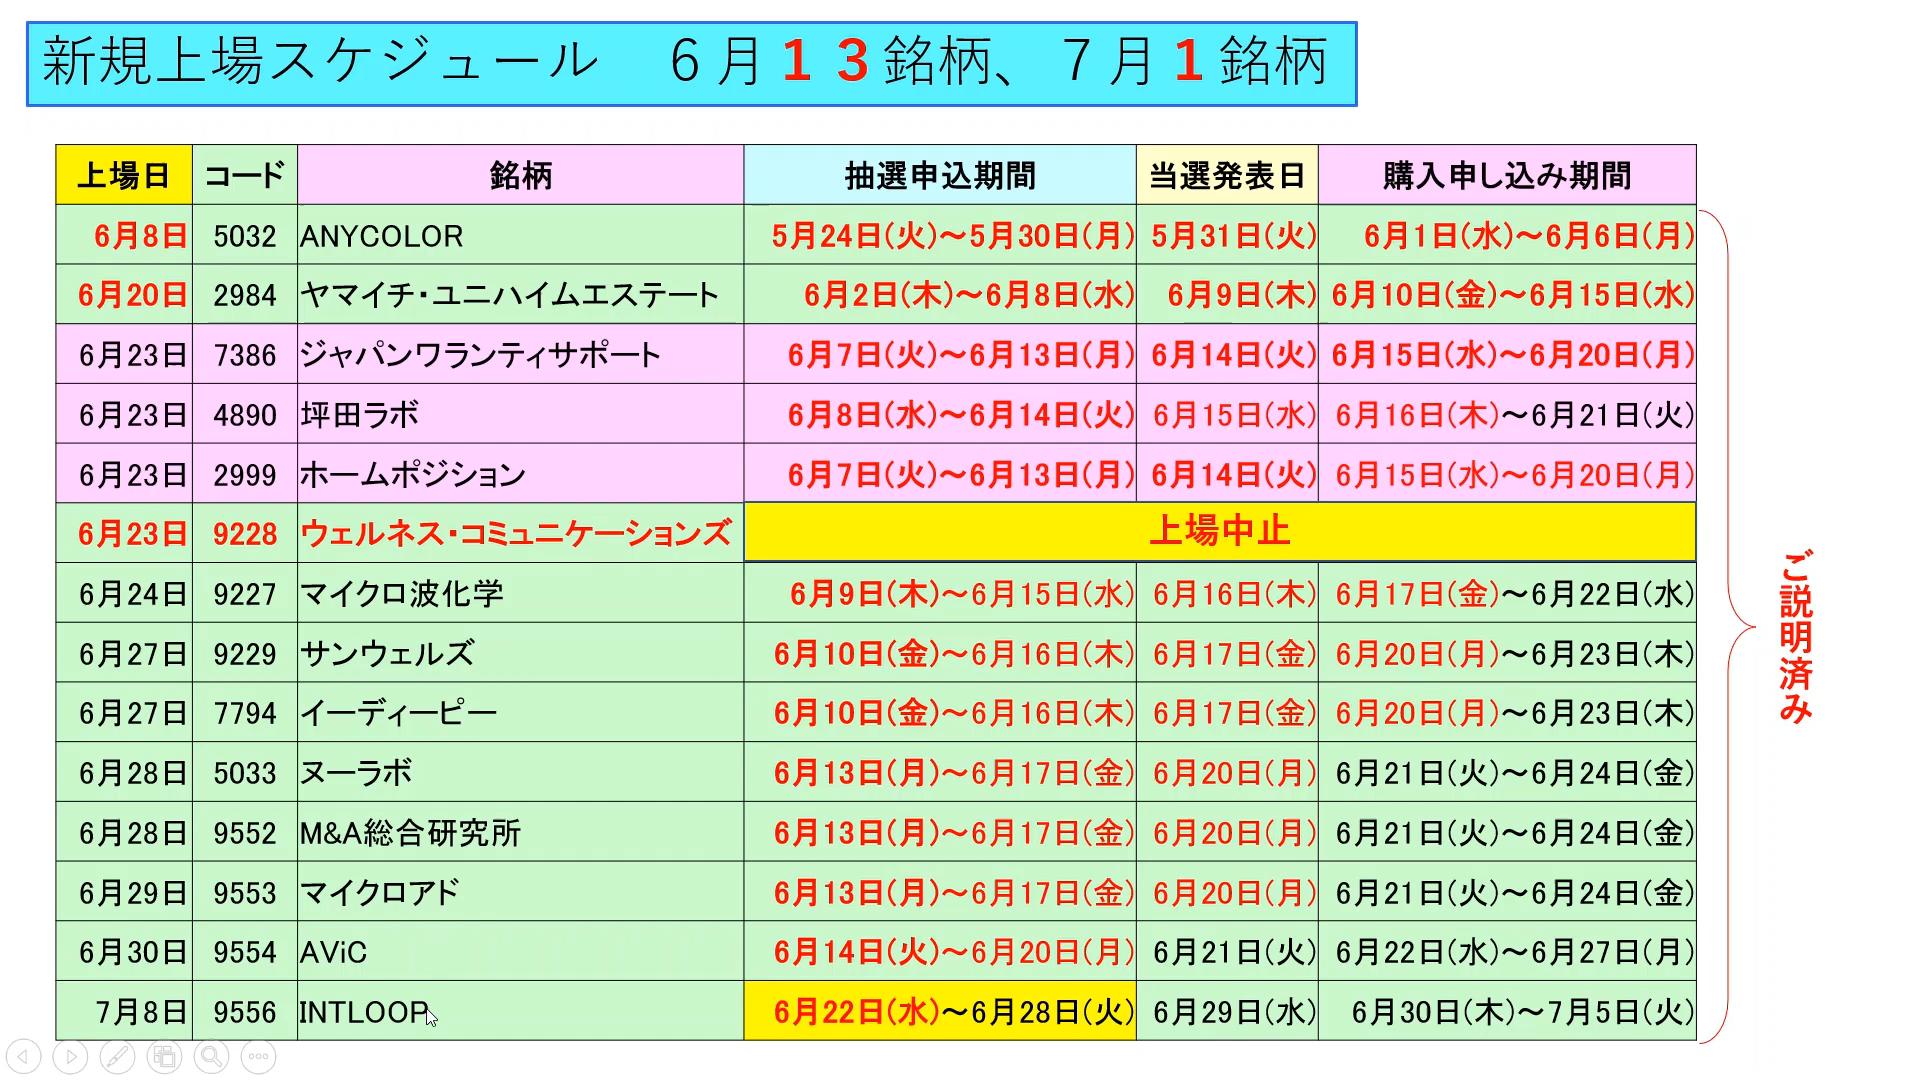 新規上場スケジュール　６月１３銘柄、７月１銘柄
上場日 コード 銘柄 抽選申込期間 当選発表日 購入申し込み期間
6月8日 5032 ANYCOLOR 5月24日(火)～5月30日(月) 5月31日(火) 6月1日(水)～6月6日(月)
6月20日 2984 ヤマイチ・ユニハイムエステート 6月2日(木)～6月8日(水) 6月9日(木) 6月10日(金)～6月15日(水)
6月23日 7386 ジャパンワランティサポート 6月7日(火)～6月13日(月) 6月14日(火) 6月15日(水)～6月20日(月)
6月23日 4890 坪田ラボ 6月8日(水)～6月14日(火) 6月15日(水) 6月16日(木)～6月21日(火)
6月23日 2999 ホームポジション 6月7日(火)～6月13日(月) 6月14日(火) 6月15日(水)～6月20日(月)
6月23日 9228 ウェルネス・コミュニケーションズ 上場中止
6月24日 9227 マイクロ波化学 6月9日(木)～6月15日(水) 6月16日(木) 6月17日(金)～6月22日(水)
6月27日 9229 サンウェルズ 6月10日(金)～6月16日(木) 6月17日(金) 6月20日(月)～6月23日(木)
6月27日 7794 イーディーピー 6月10日(金)～6月16日(木) 6月17日(金) 6月20日(月)～6月23日(木)
6月28日 5033 ヌーラボ 6月13日(月)～6月17日(金) 6月20日(月) 6月21日(火)～6月24日(金)
6月28日 9552 M&A総合研究所 6月13日(月)～6月17日(金) 6月20日(月) 6月21日(火)～6月24日(金)
6月29日 9553 マイクロアド 6月13日(月)～6月17日(金) 6月20日(月) 6月21日(火)～6月24日(金)
6月30日 9554 AViC 6月14日(火)～6月20日(月) 6月21日(火) 6月22日(水)～6月27日(月)
7月8日 9556 INTLOOP 6月22日(水)～6月28日(火) 6月29日(水) 6月30日(木)～7月5日(火)
ご説明済み